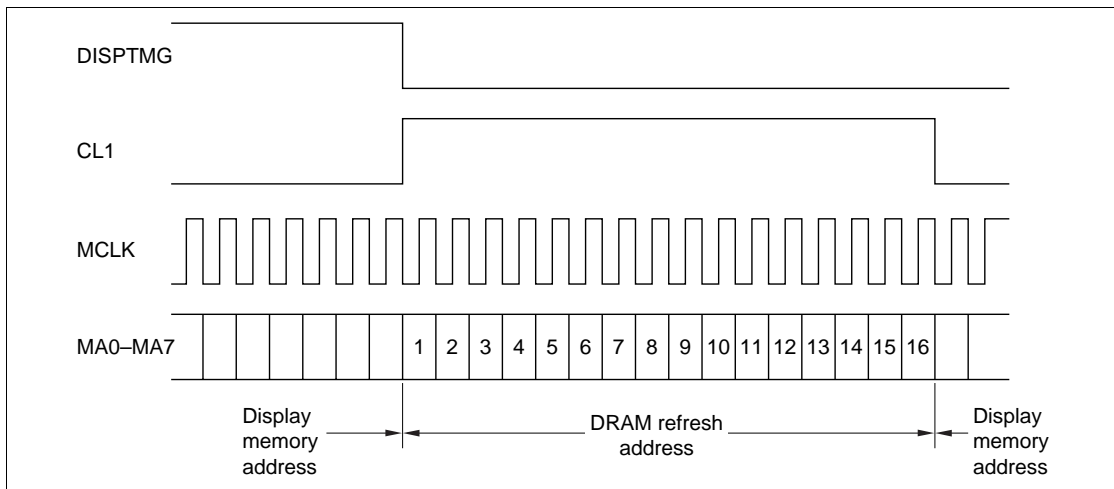 DISPTMG
CL1
MCLK
MA0–MA7
1 2 3 4 5 6 7 8 9 10 11 12 13 14 15 16
Display
memory
address
DRAM refresh
address
Display
memory
address